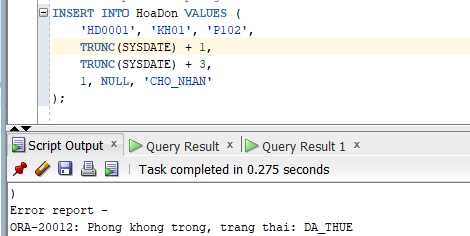 INSERT INTO HoaDon VALUES (
'HD0001', 'KH01', 'P102',
TRUNC(SYSDATE) + 1,
TRUNC(SYSDATE) + 3,
1, NULL, 'CHO_NHAN'
);
Script Output x Query Result x Query Result 1 x
Task completed in 0.275 seconds
)
Error report -
ORA-20012: Phong khong trong, trang thai: DA_THUE